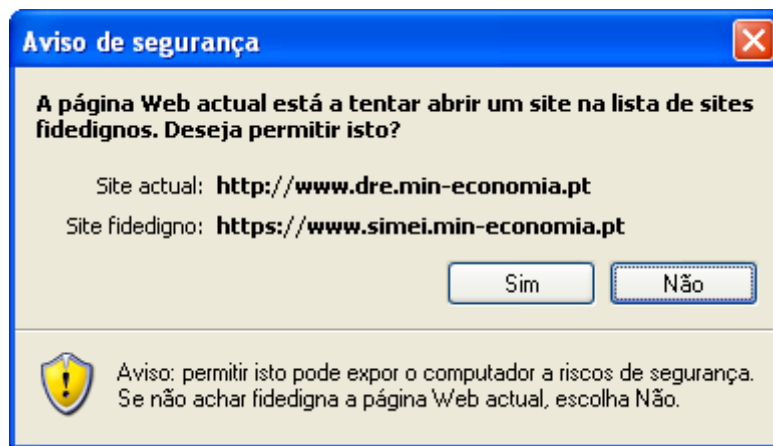 Aviso de segurança
A página Web actual está a tentar abrir um site na lista de sites
fidedignos. Deseja permitir isto?
Site actual: http://www.dre.min-economia.pt
Site fidedigno: https://www.simei.min-economia.pt
Sim Não
Aviso: permitir isto pode expor o computador a riscos de segurança.
Se não achar fidedigna a página Web actual, escolha Não.